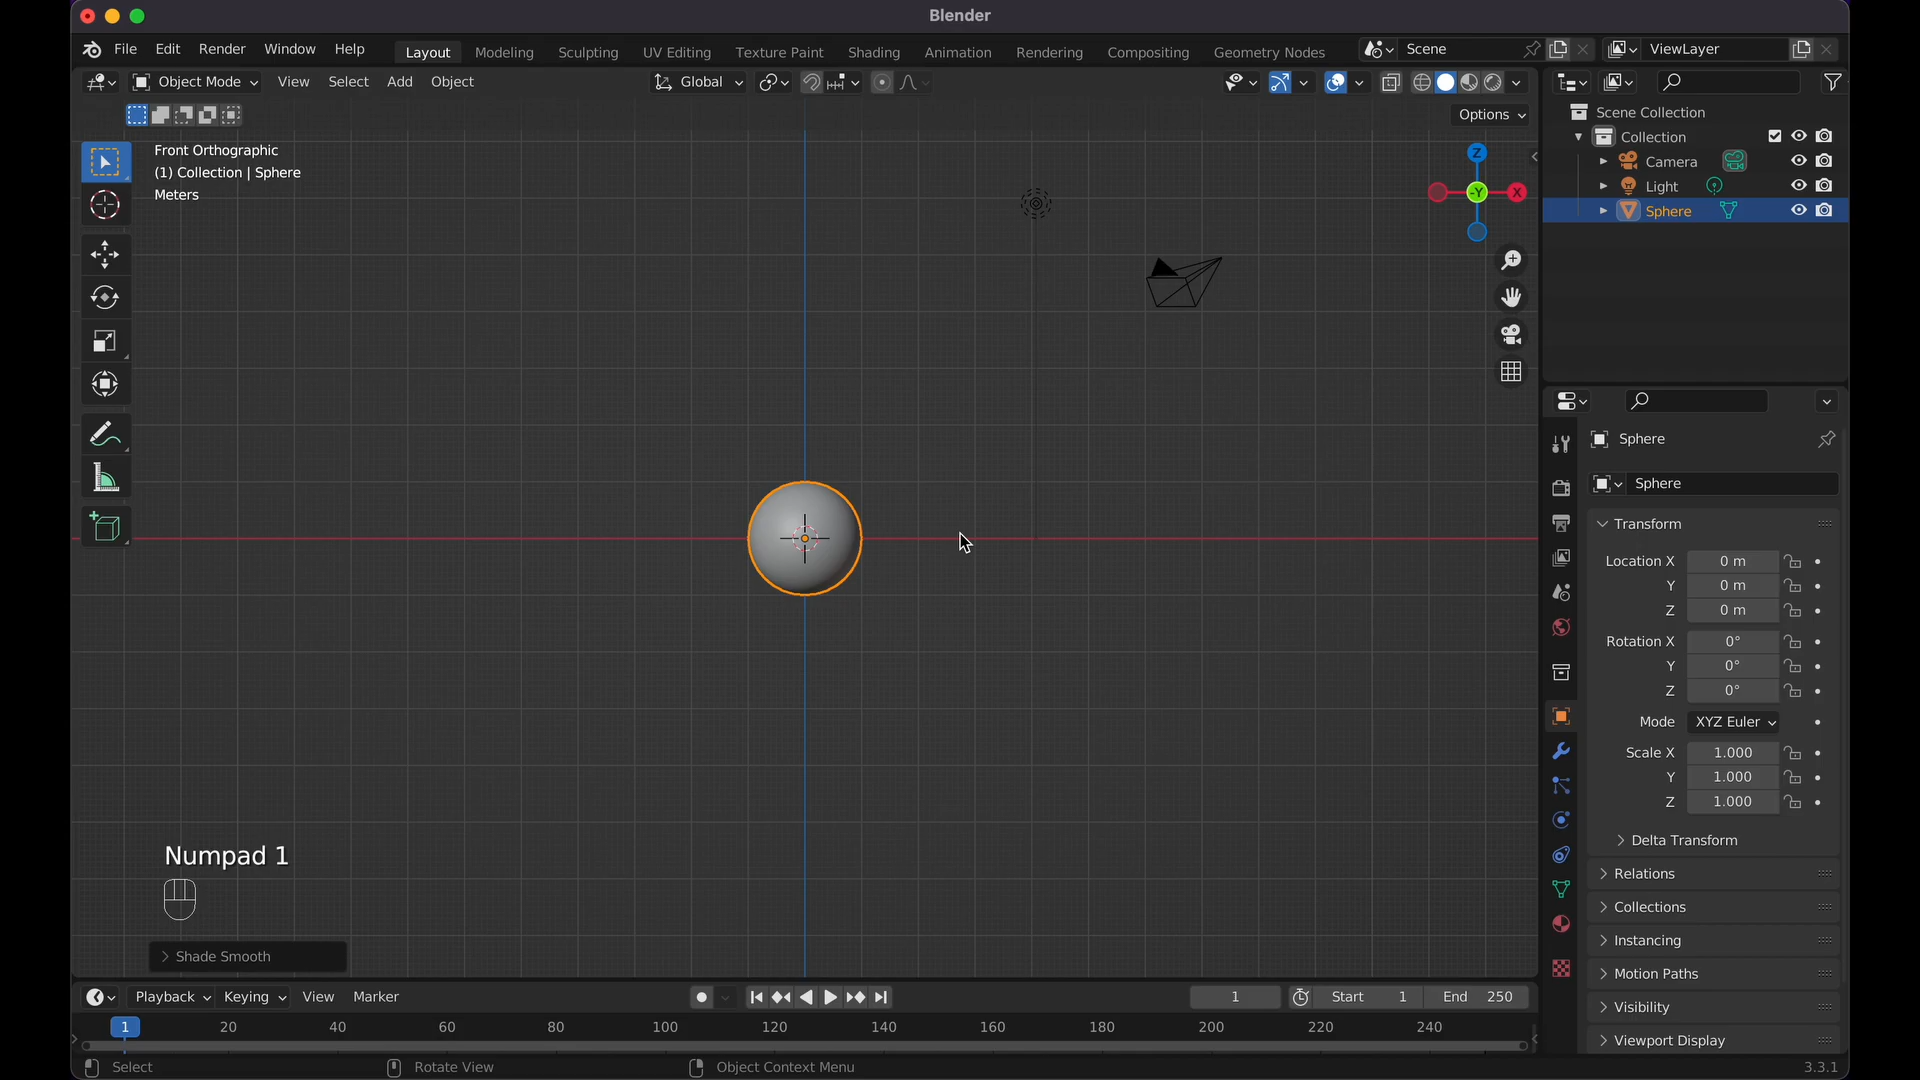 Blender
File Edit Render Window Help Layout Modeling Sculpting UV Editing Texture Paint Shading Animation Rendering Compositing Geometry Nodes Scene ViewLayer
Object Mode View Select Add Object Global
Options
Front Orthographic
(1) Collection | Sphere
Meters
Z
-Y
X
Scene Collection
Collection
Camera
Light
Sphere
Sphere
Sphere
Transform
Location X 0 m
Y 0 m
Z 0 m
Rotation X 0°
Y 0°
Z 0°
Mode XYZ Euler
Scale X 1.000
Y 1.000
Z 1.000
Delta Transform
Relations
Collections
Instancing
Motion Paths
Visibility
Viewport Display
Numpad 1
Shade Smooth
Playback Keying View Marker 1 Start 1 End 250
1 20 40 60 80 100 120 140 160 180 200 220 240
Select Rotate View Object Context Menu 3.3.1